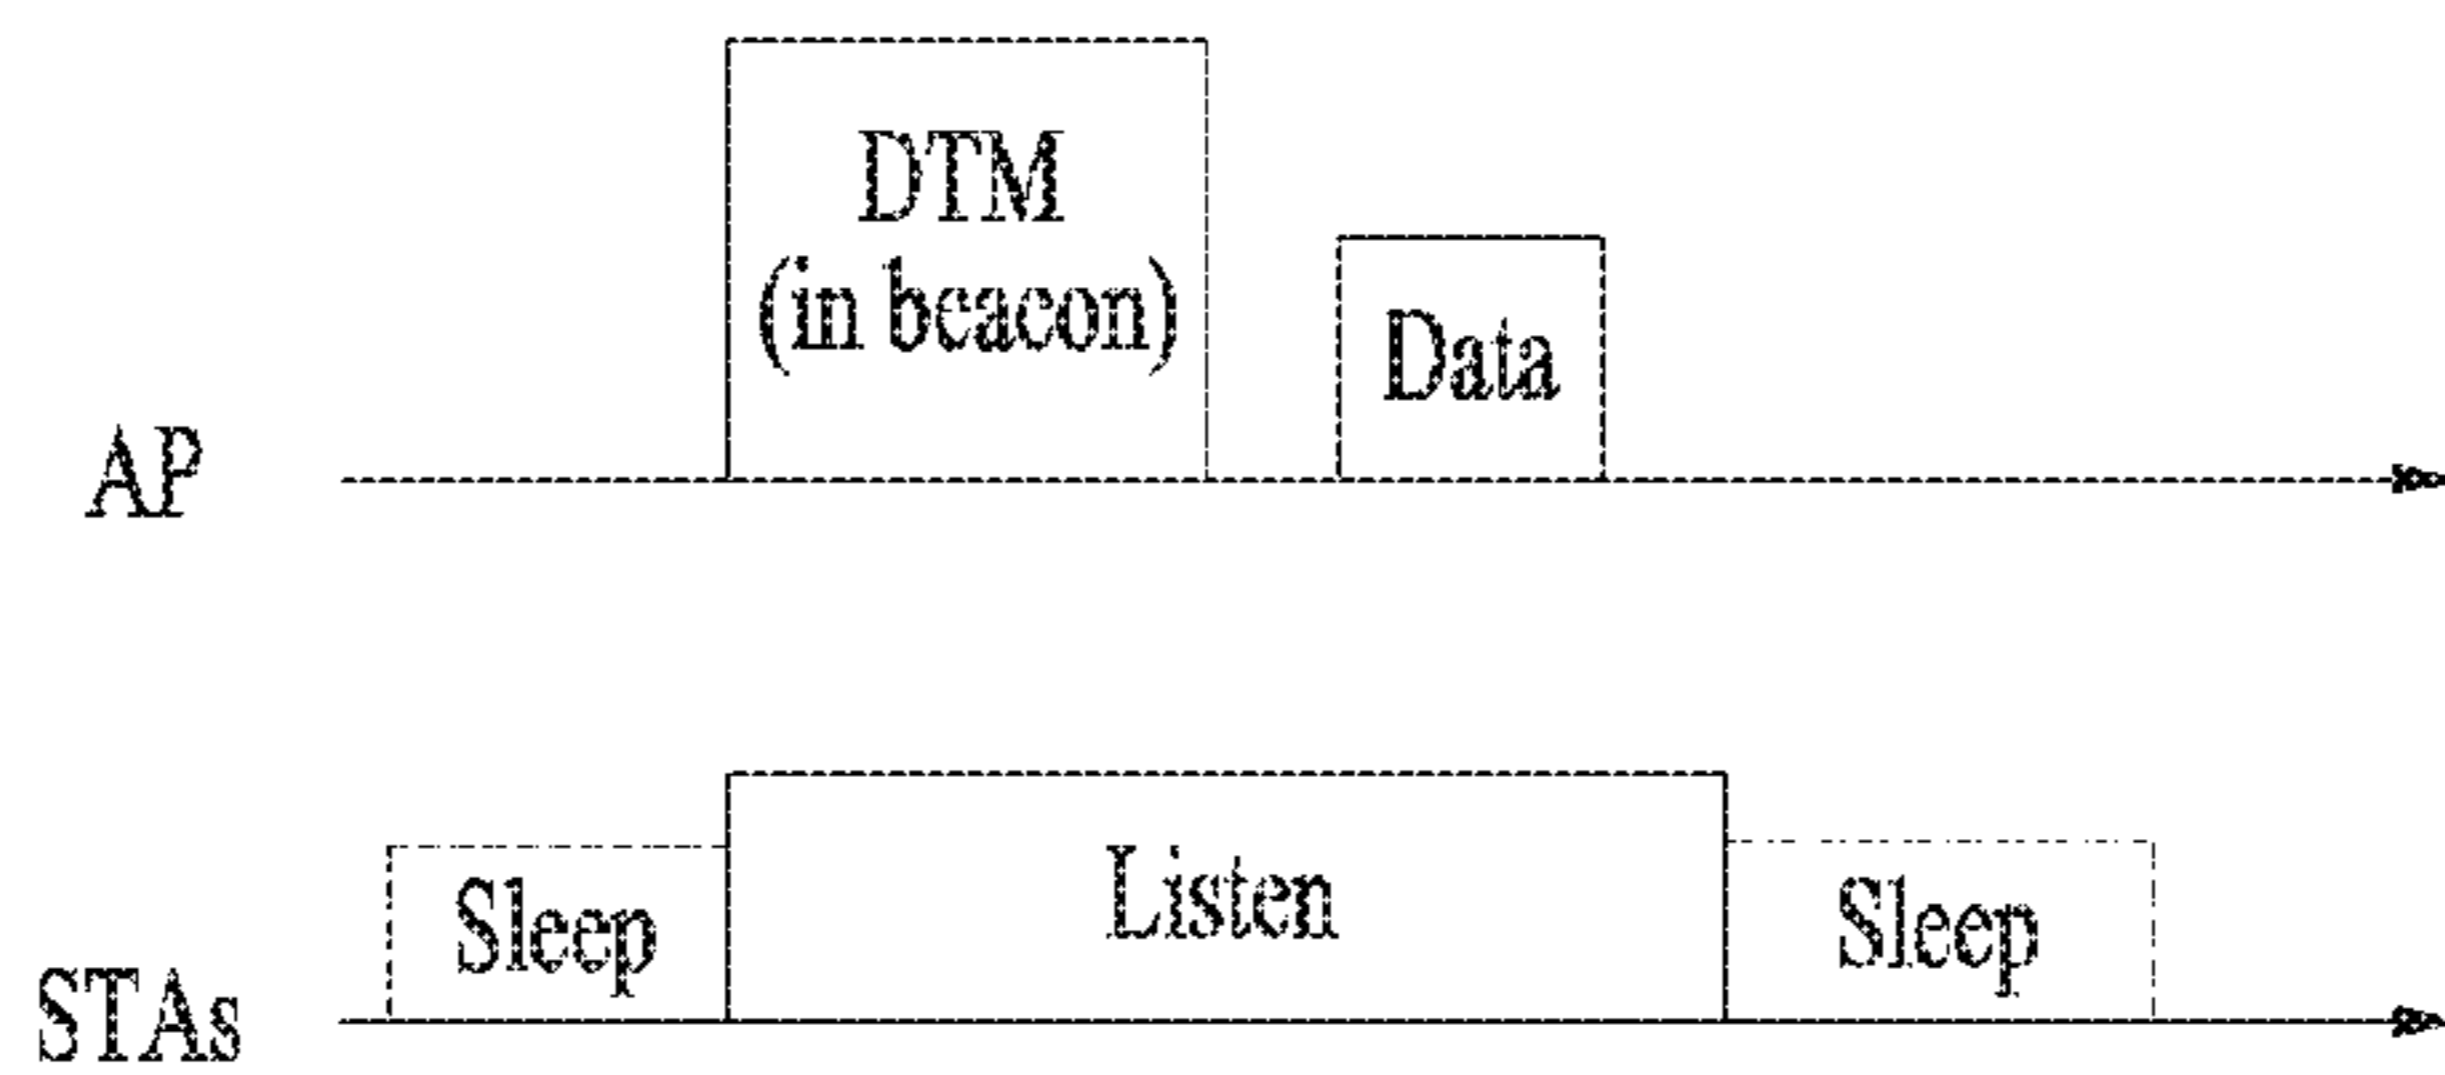 DTM
(in beacon)
Data
AP
Listen
Sleep
Sleep
STAs